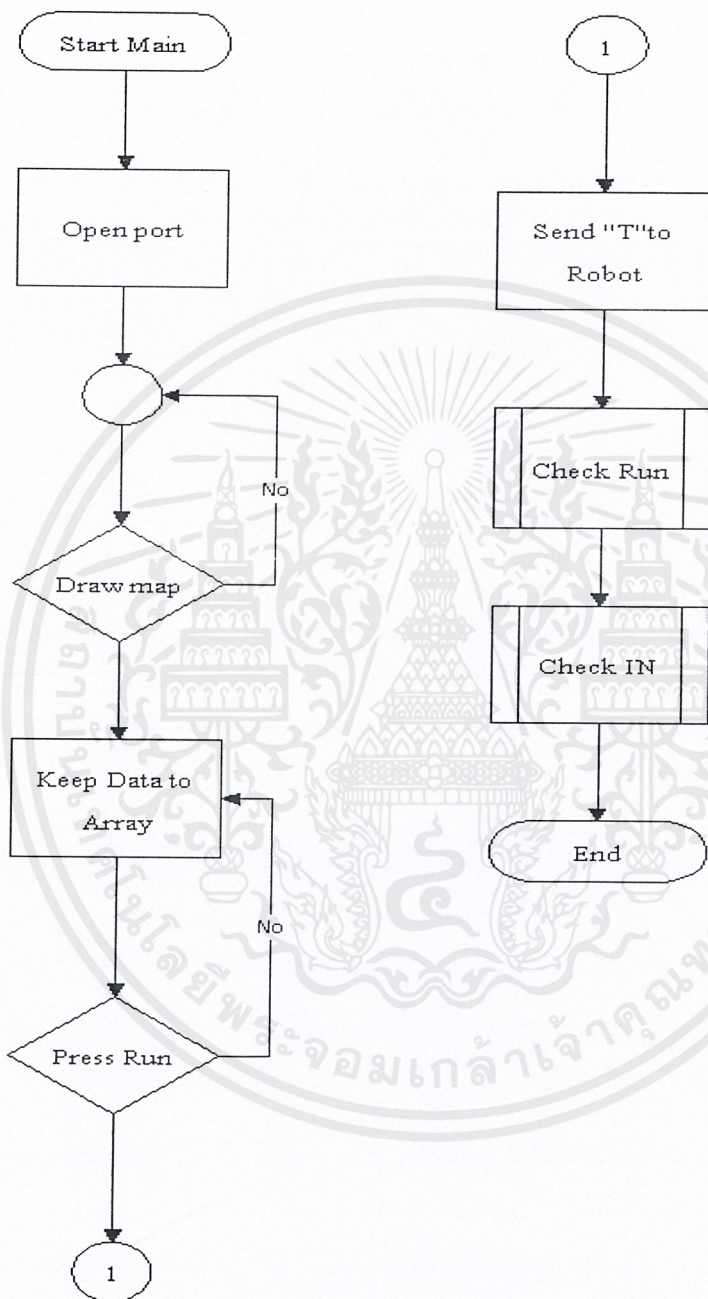 Start Main
Open port
No
Draw map
Keep Data to
Array
No
Press Run
1
1
Send "T"to
Robot
Check Run
Check IN
End